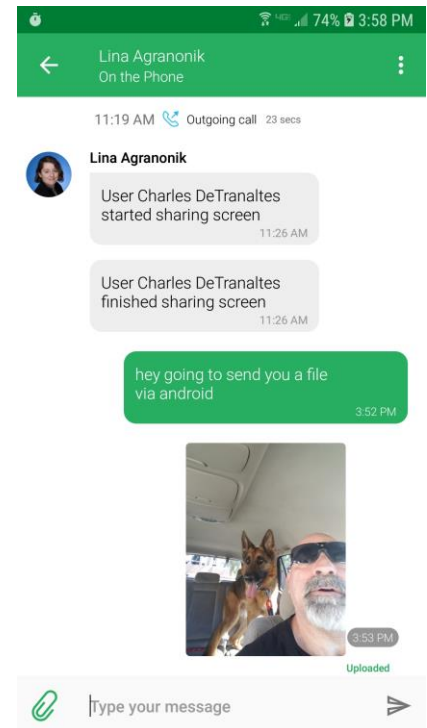 74% 3:58 PM
Lina Agranonik
On the Phone
11:19 AM Outgoing call 23 secs
Lina Agranonik
User Charles DeTranaltes
started sharing screen
11:26 AM
User Charles DeTranaltes
finished sharing screen
11:26 AM
hey going to send you a file
via android
3:52 PM
3:53 PM
Uploaded
Type your message